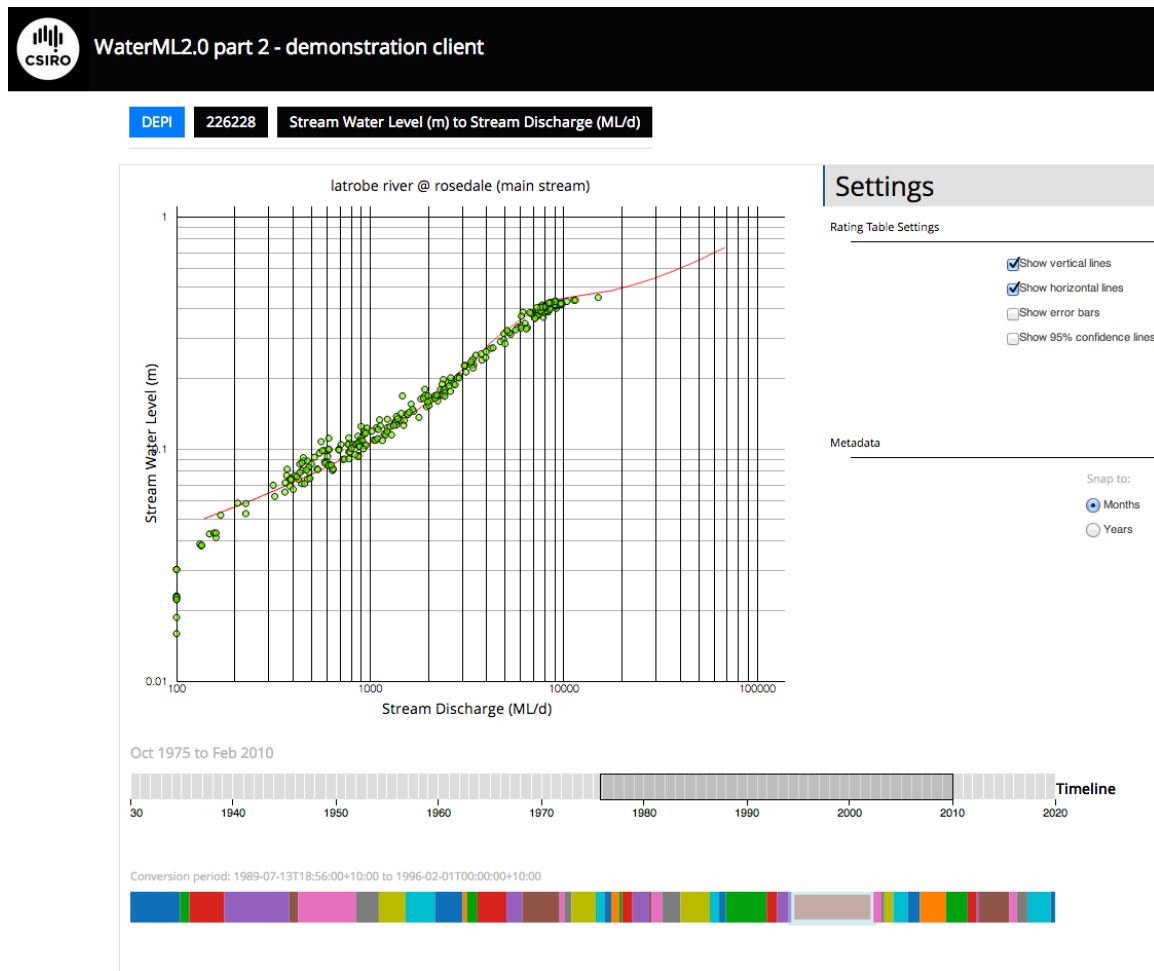 CSIRO
WaterML2.0 part 2 - demonstration client
DEPI 226228 Stream Water Level (m) to Stream Discharge (ML/d)
latrobe river @ rosedale (main stream)
1
0.1
0.01
Stream Water Level (m)
100 1000 10000 100000
Stream Discharge (ML/d)
Settings
Rating Table Settings
Show vertical lines
Show horizontal lines
Show error bars
Show 95% confidence lines
Metadata
Snap to:
Months
Years
Oct 1975 to Feb 2010
Timeline
30 1940 1950 1960 1970 1980 1990 2000 2010 2020
Conversion period: 1989-07-13T18:56:00+10:00 to 1996-02-01T00:00:00+10:00